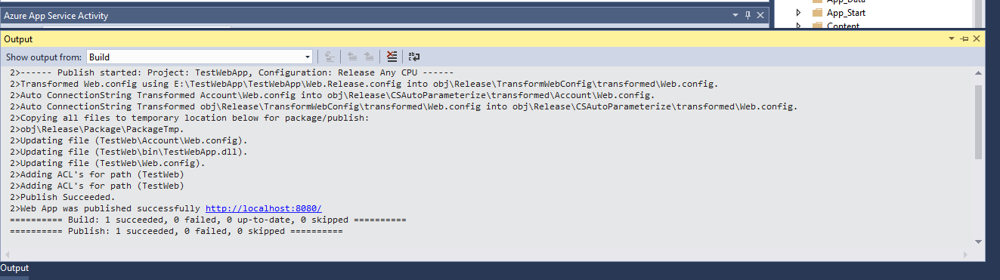 App_Data
Azure App Service Activity
App_Start
Content
Output
Show output from: Build
2>------ Publish started: Project: TestWebApp, Configuration: Release Any CPU ------
2>Transformed Web.config using E:\TestWebApp\TestWebApp\Web.Release.config into obj\Release\TransformWebConfig\transformed\Web.config.
2>Auto ConnectionString Transformed Account\Web.config into obj\Release\CSAutoParameterize\transformed\Account\Web.config.
2>Auto ConnectionString Transformed obj\Release\TransformWebConfig\transformed\Web.config into obj\Release\CSAutoParameterize\transformed\Web.config.
2>Copying all files to temporary location below for package/publish:
2>obj\Release\Package\PackageTmp.
2>Updating file (TestWeb\Account\Web.config).
2>Updating file (TestWeb\bin\TestWebApp.dll).
2>Updating file (TestWeb\Web.config).
2>Adding ACL's for path (TestWeb)
2>Adding ACL's for path (TestWeb)
2>Publish Succeeded.
2>Web App was published successfully http://localhost:8080/
========== Build: 1 succeeded, 0 failed, 0 up-to-date, 0 skipped ==========
========== Publish: 1 succeeded, 0 failed, 0 skipped ==========
Output